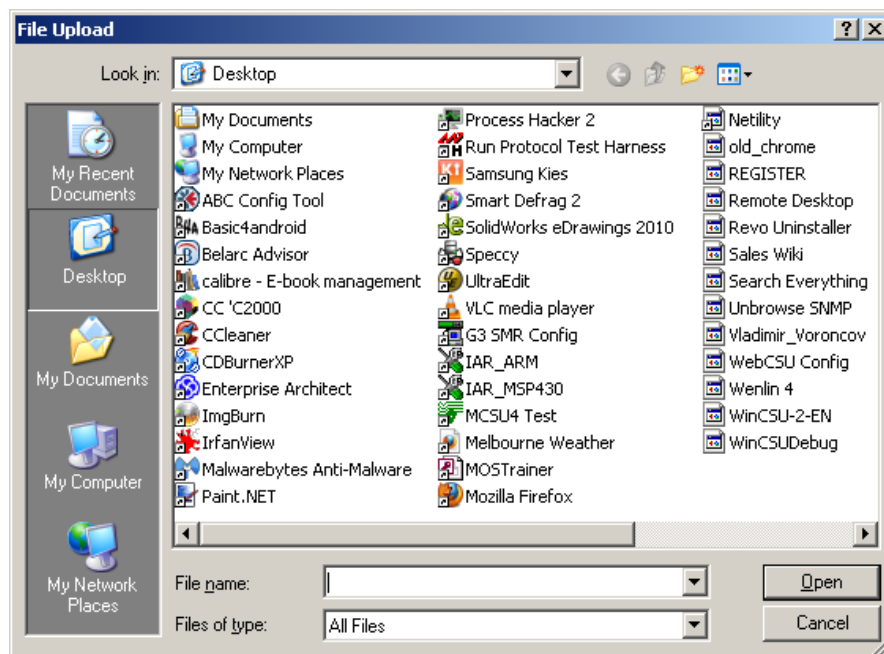 File Upload
Look in:
Desktop
My Recent
Documents
Desktop
My Documents
My Computer
My Network
Places
My Documents
My Computer
My Network Places
ABC Config Tool
Basic4android
Belarc Advisor
calibre - E-book management
CC 'C2000
CCleaner
CDBurnerXP
Enterprise Architect
ImgBurn
IrfanView
Malwarebytes Anti-Malware
Paint.NET
Process Hacker 2
Run Protocol Test Harness
Samsung Kies
Smart Defrag 2
SolidWorks eDrawings 2010
Speccy
UltraEdit
VLC media player
G3 SMR Config
IAR_ARM
IAR_MSP430
MCSU4 Test
Melbourne Weather
MOSTrainer
Mozilla Firefox
Netility
old_chrome
REGISTER
Remote Desktop
Revo Uninstaller
Sales Wiki
Search Everything
Unbrowse SNMP
Vladimir_Voroncov
WebCSU Config
Wenlin 4
WinCSU-2-EN
WinCSUDebug
File name:
Open
Files of type:
All Files
Cancel